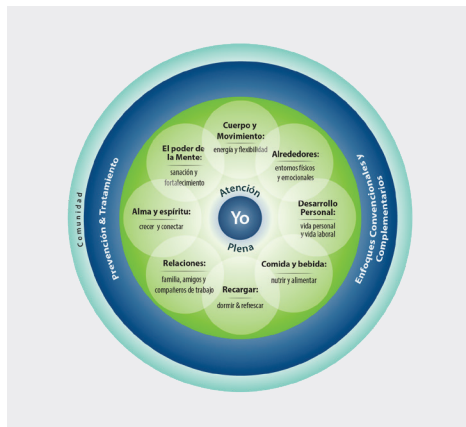 Comunidad
Prevención & Tratamiento
Enfoques Convencionales y
Complementarios
Cuerpo y
Movimiento:
energía y flexibilidad
Alrededores:
entornos físicos
y emocionales
Desarrollo
Personal:
vida personal
y vida laboral
Comida y bebida:
nutrir y alimentar
Recargar:
dormir & refrescar
Relaciones:
familia, amigos y
compañeros de trabajo
Alma y espíritu:
crecer y conectar
El poder de
la Mente:
sanación y
fortalecimiento
Atención
Yo
Plena